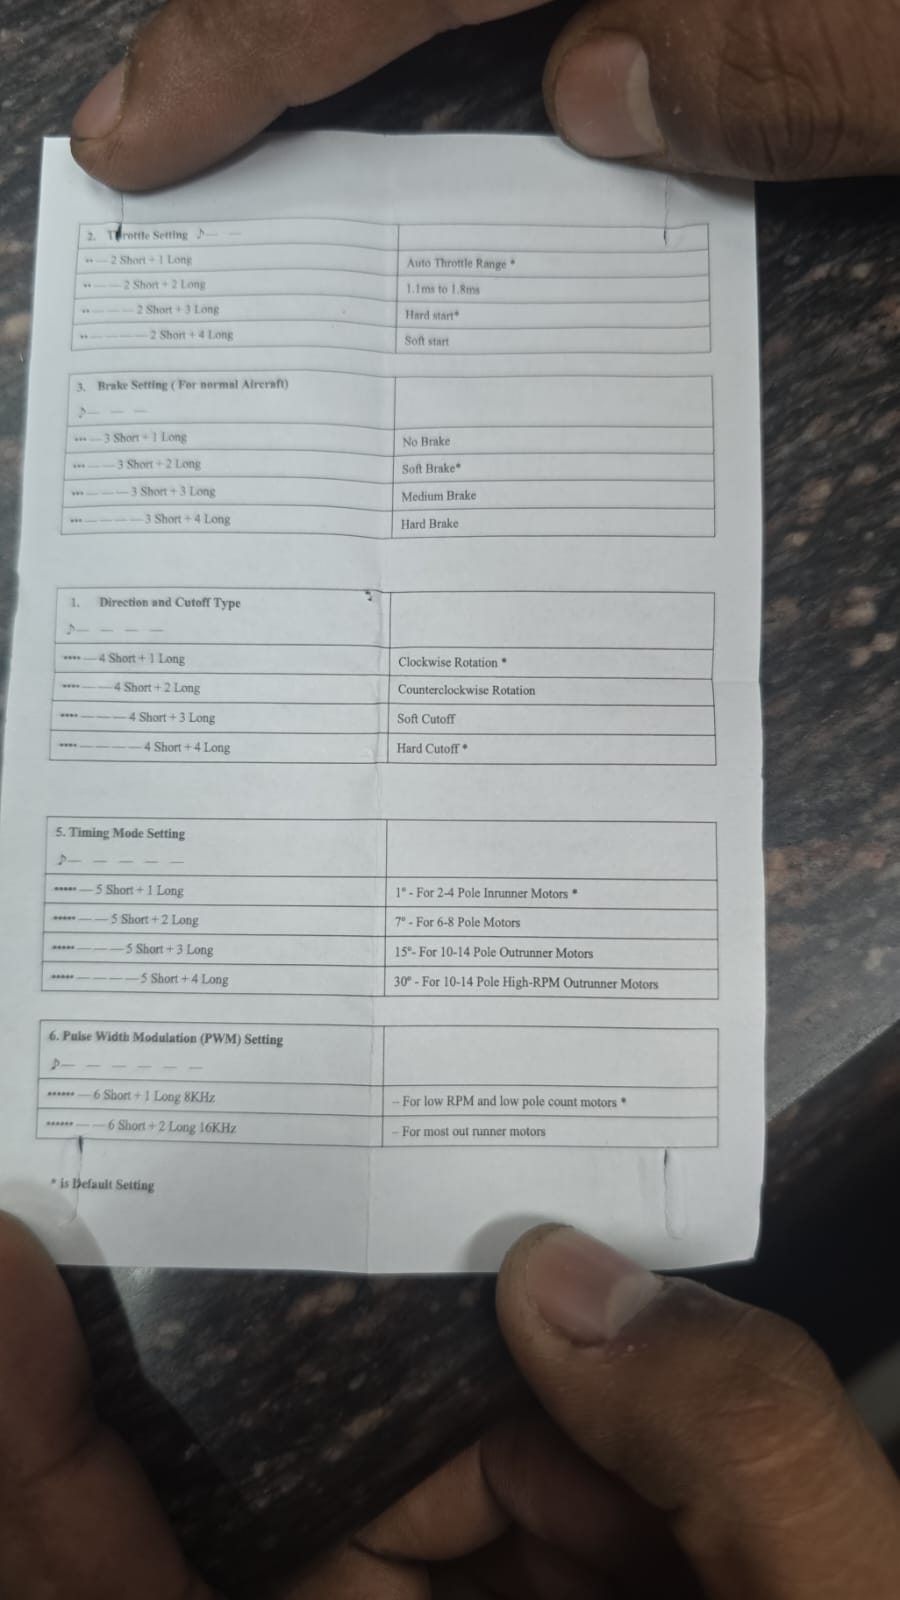 2. Throttle Setting ♪— —
•• — 2 Short + 1 Long Auto Throttle Range *
•• — — 2 Short + 2 Long 1.1ms to 1.8ms
•• — — — 2 Short + 3 Long Hard start*
•• — — — — 2 Short + 4 Long Soft start
3. Brake Setting ( For normal Aircraft)
♪— — —
••• — 3 Short + 1 Long No Brake
••• — — 3 Short + 2 Long Soft Brake*
••• — — — 3 Short + 3 Long Medium Brake
••• — — — — 3 Short + 4 Long Hard Brake
1. Direction and Cutoff Type
♪— — — —
•••• — 4 Short + 1 Long Clockwise Rotation *
•••• — — 4 Short + 2 Long Counterclockwise Rotation
•••• — — — 4 Short + 3 Long Soft Cutoff
•••• — — — — 4 Short + 4 Long Hard Cutoff *
5. Timing Mode Setting
♪— — — — —
••••• — 5 Short + 1 Long 1° - For 2-4 Pole Inrunner Motors *
••••• — — 5 Short + 2 Long 7° - For 6-8 Pole Motors
••••• — — — 5 Short + 3 Long 15°- For 10-14 Pole Outrunner Motors
••••• — — — — 5 Short + 4 Long 30° - For 10-14 Pole High-RPM Outrunner Motors
6. Pulse Width Modulation (PWM) Setting
♪— — — — — —
•••••• — 6 Short + 1 Long 8KHz – For low RPM and low pole count motors *
•••••• — — 6 Short + 2 Long 16KHz – For most out runner motors
* is Default Setting